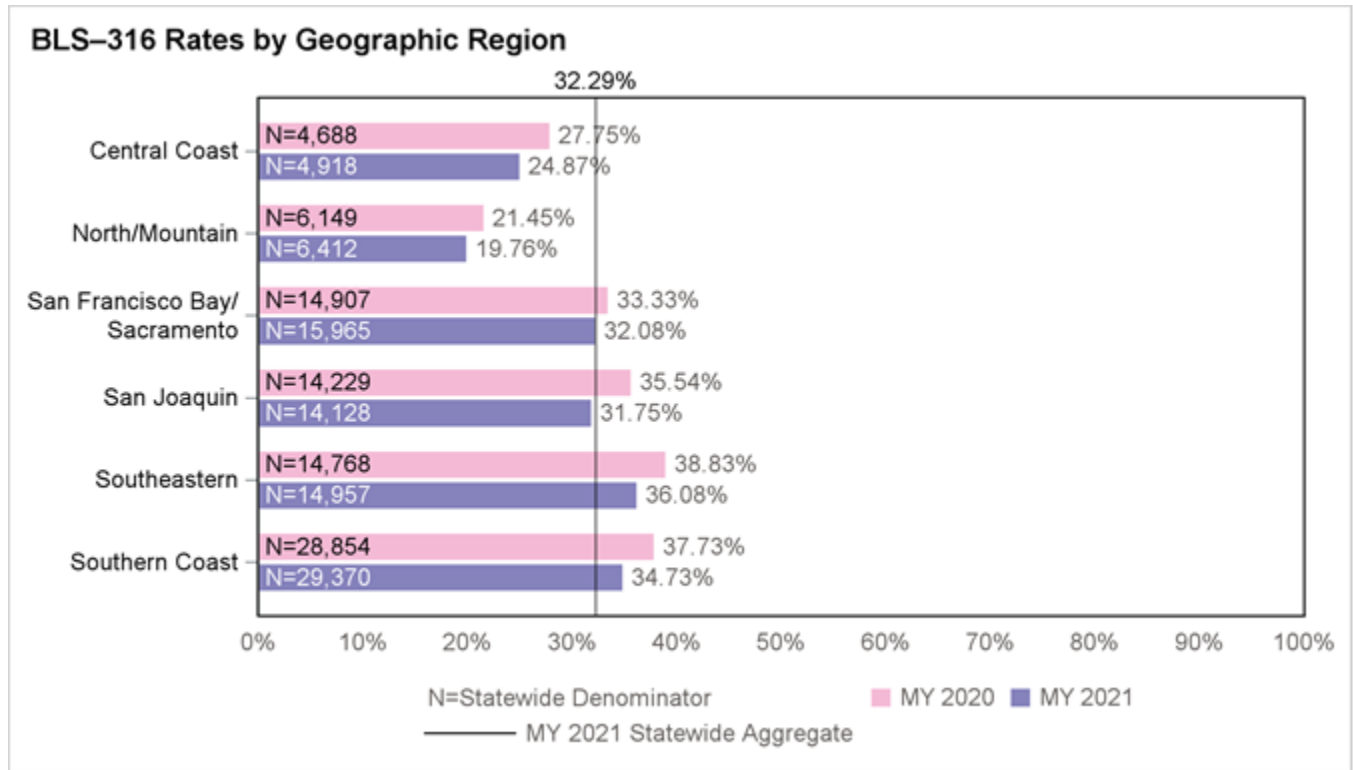 BLS–316 Rates by Geographic Region
32.29%
Central Coast
N=4,688 27.75%
N=4,918 24.87%
North/Mountain
N=6,149 21.45%
N=6,412 19.76%
San Francisco Bay/
Sacramento
N=14,907 33.33%
N=15,965 32.08%
San Joaquin
N=14,229 35.54%
N=14,128 31.75%
Southeastern
N=14,768 38.83%
N=14,957 36.08%
Southern Coast
N=28,854 37.73%
N=29,370 34.73%
0% 10% 20% 30% 40% 50% 60% 70% 80% 90% 100%
N=Statewide Denominator MY 2020 MY 2021
MY 2021 Statewide Aggregate